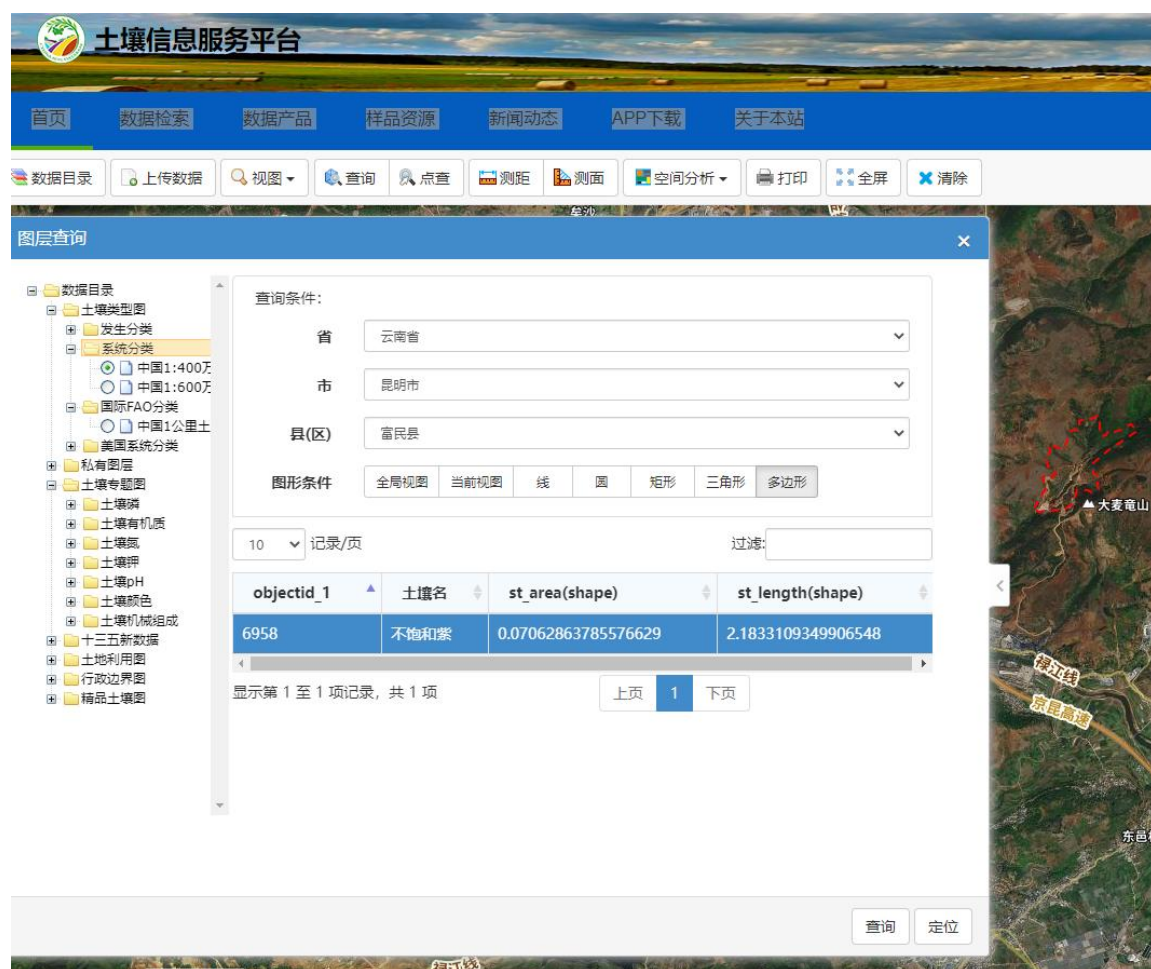 土壤信息服务平台
首页 数据检索 数据产品 样品资源 新闻动态 APP下载 关于本站
数据目录 上传数据 视图 查询 点查 测距 测面 空间分析 打印 全屏 清除
图层查询 ×
数据目录
土壤类型图
发生分类
系统分类
中国1:400万
中国1:600万
国际FAO分类
中国1公里土
美国系统分类
私有图层
土壤专题图
土壤磷
土壤有机质
土壤氮
土壤钾
土壤pH
土壤颜色
土壤机械组成
十三五新数据
土地利用图
行政边界图
精品土壤图
查询条件:
省 云南省
市 昆明市
县(区) 富民县
图形条件 全局视图 当前视图 线 圆 矩形 三角形 多边形
10 记录/页 过滤:
objectid_1 土壤名 st_area(shape) st_length(shape)
6958 不饱和紫 0.07062863785576629 2.1833109349906548
显示第 1 至 1 项记录，共 1 项 上页 1 下页
查询 定位
大麦竜山
禄江线
京昆高速
东邑